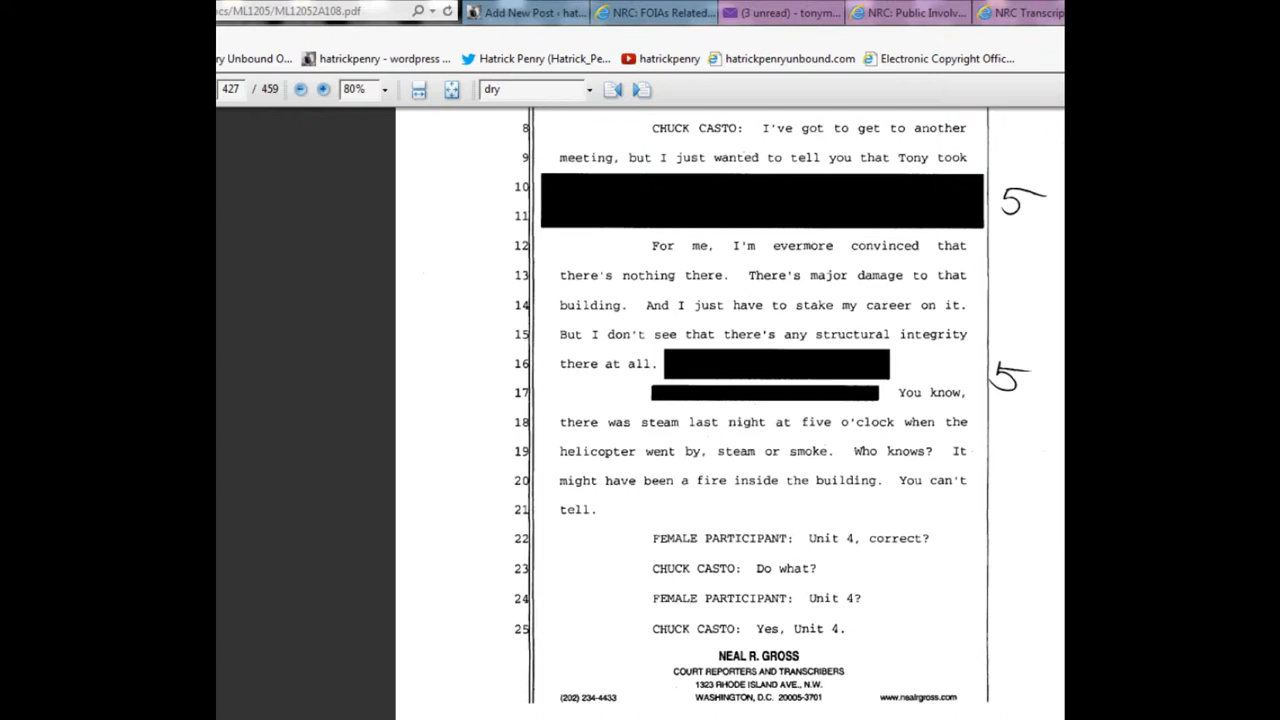 ocs/ML1205/ML12052A108.pdf
Add New Post ‹ hat...
NRC: FOIAs Related...
(3 unread) - tonym...
NRC: Public Involv...
NRC Transcrip
ry Unbound O...
hatrickpenry - wordpress ...
Hatrick Penry (Hatrick_Pe...
hatrickpenry
hatrickpenryunbound.com
Electronic Copyright Offic...
427 / 459
80%
dry
8 CHUCK CASTO: I've got to get to another
9 meeting, but I just wanted to tell you that Tony took
10
5
11
12 For me, I'm evermore convinced that
13 there's nothing there. There's major damage to that
14 building. And I just have to stake my career on it.
15 But I don't see that there's any structural integrity
16 there at all.
5
17 You know,
18 there was steam last night at five o'clock when the
19 helicopter went by, steam or smoke. Who knows? It
20 might have been a fire inside the building. You can't
21 tell.
22 FEMALE PARTICIPANT: Unit 4, correct?
23 CHUCK CASTO: Do what?
24 FEMALE PARTICIPANT: Unit 4?
25 CHUCK CASTO: Yes, Unit 4.
NEAL R. GROSS
COURT REPORTERS AND TRANSCRIBERS
1323 RHODE ISLAND AVE., N.W.
(202) 234-4433 WASHINGTON, D.C. 20005-3701 www.nealrgross.com